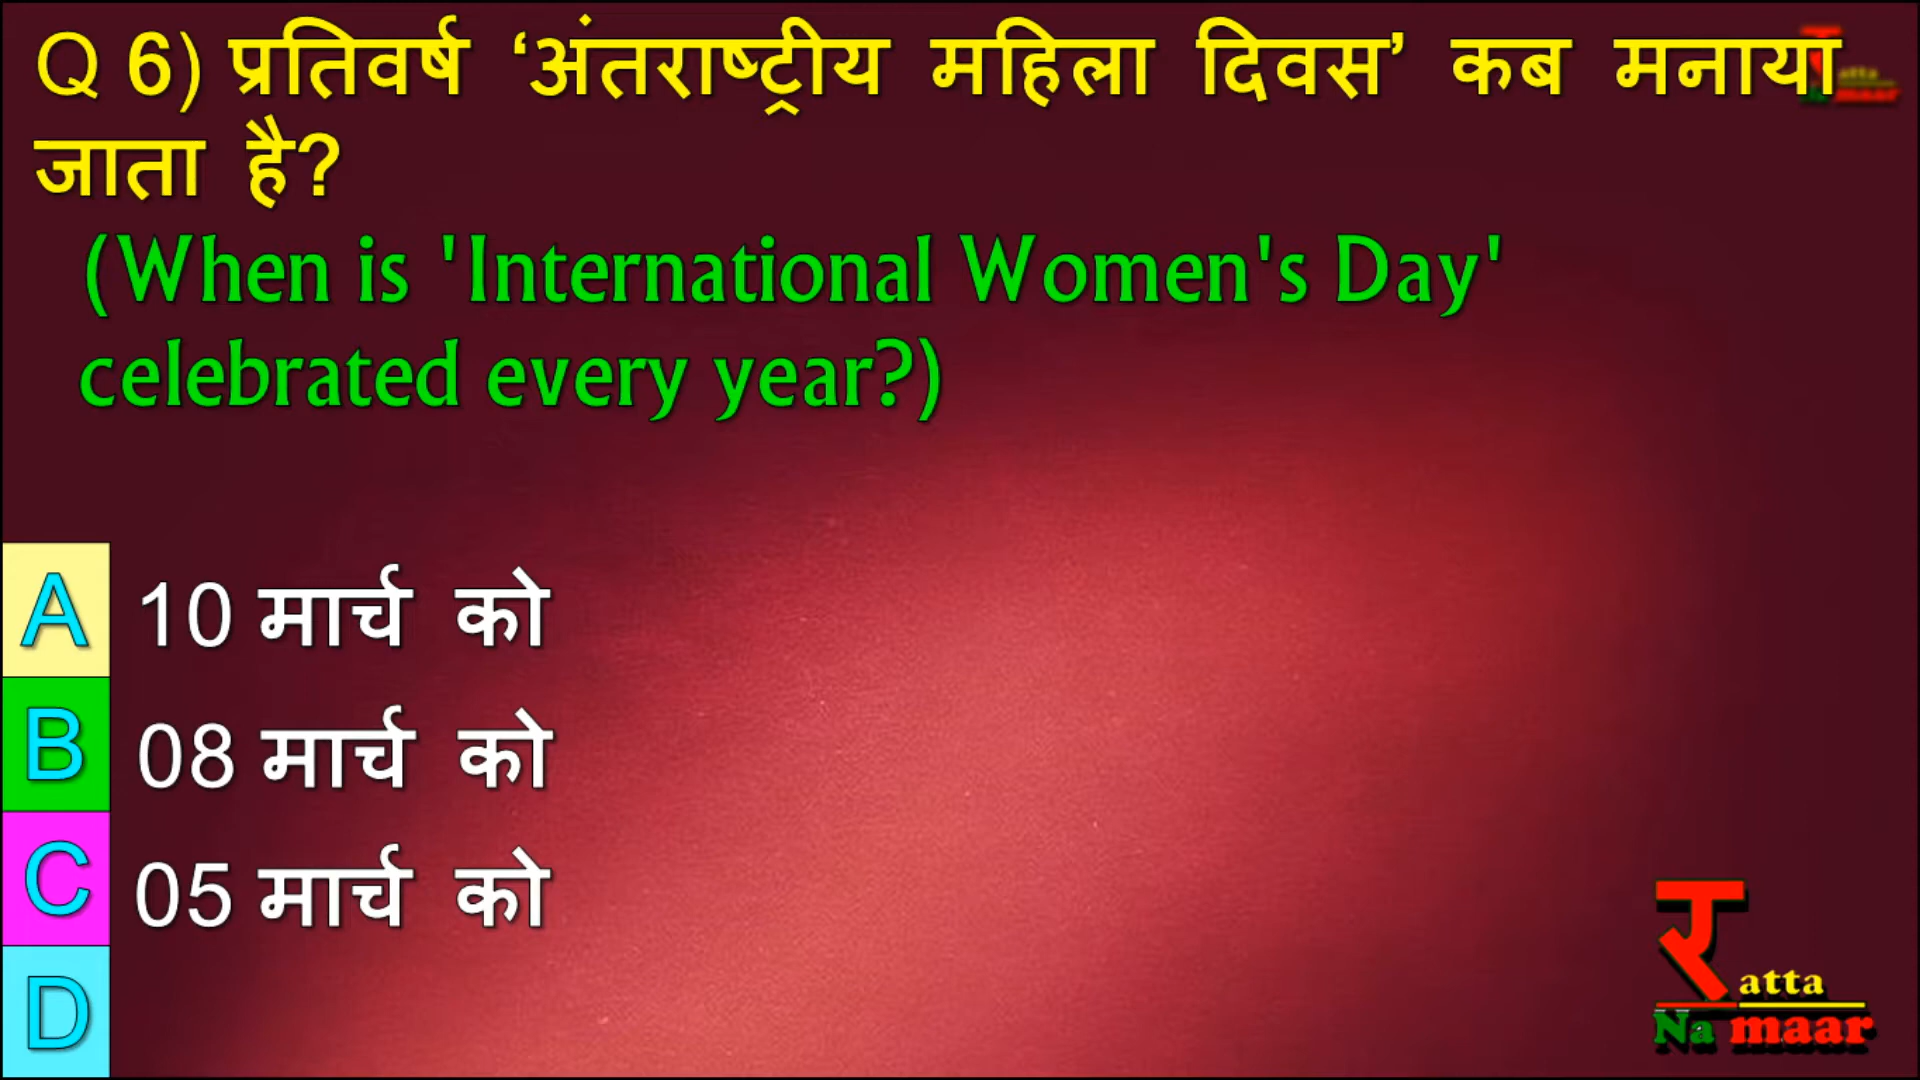 Q 6) प्रतिवर्ष ‘अंतराष्ट्रीय महिला दिवस’ कब मनाया
जाता है?
(When is 'International Women's Day'
celebrated every year?)
A 10 मार्च को
B 08 मार्च को
C 05 मार्च को
D
रatta
Na maar